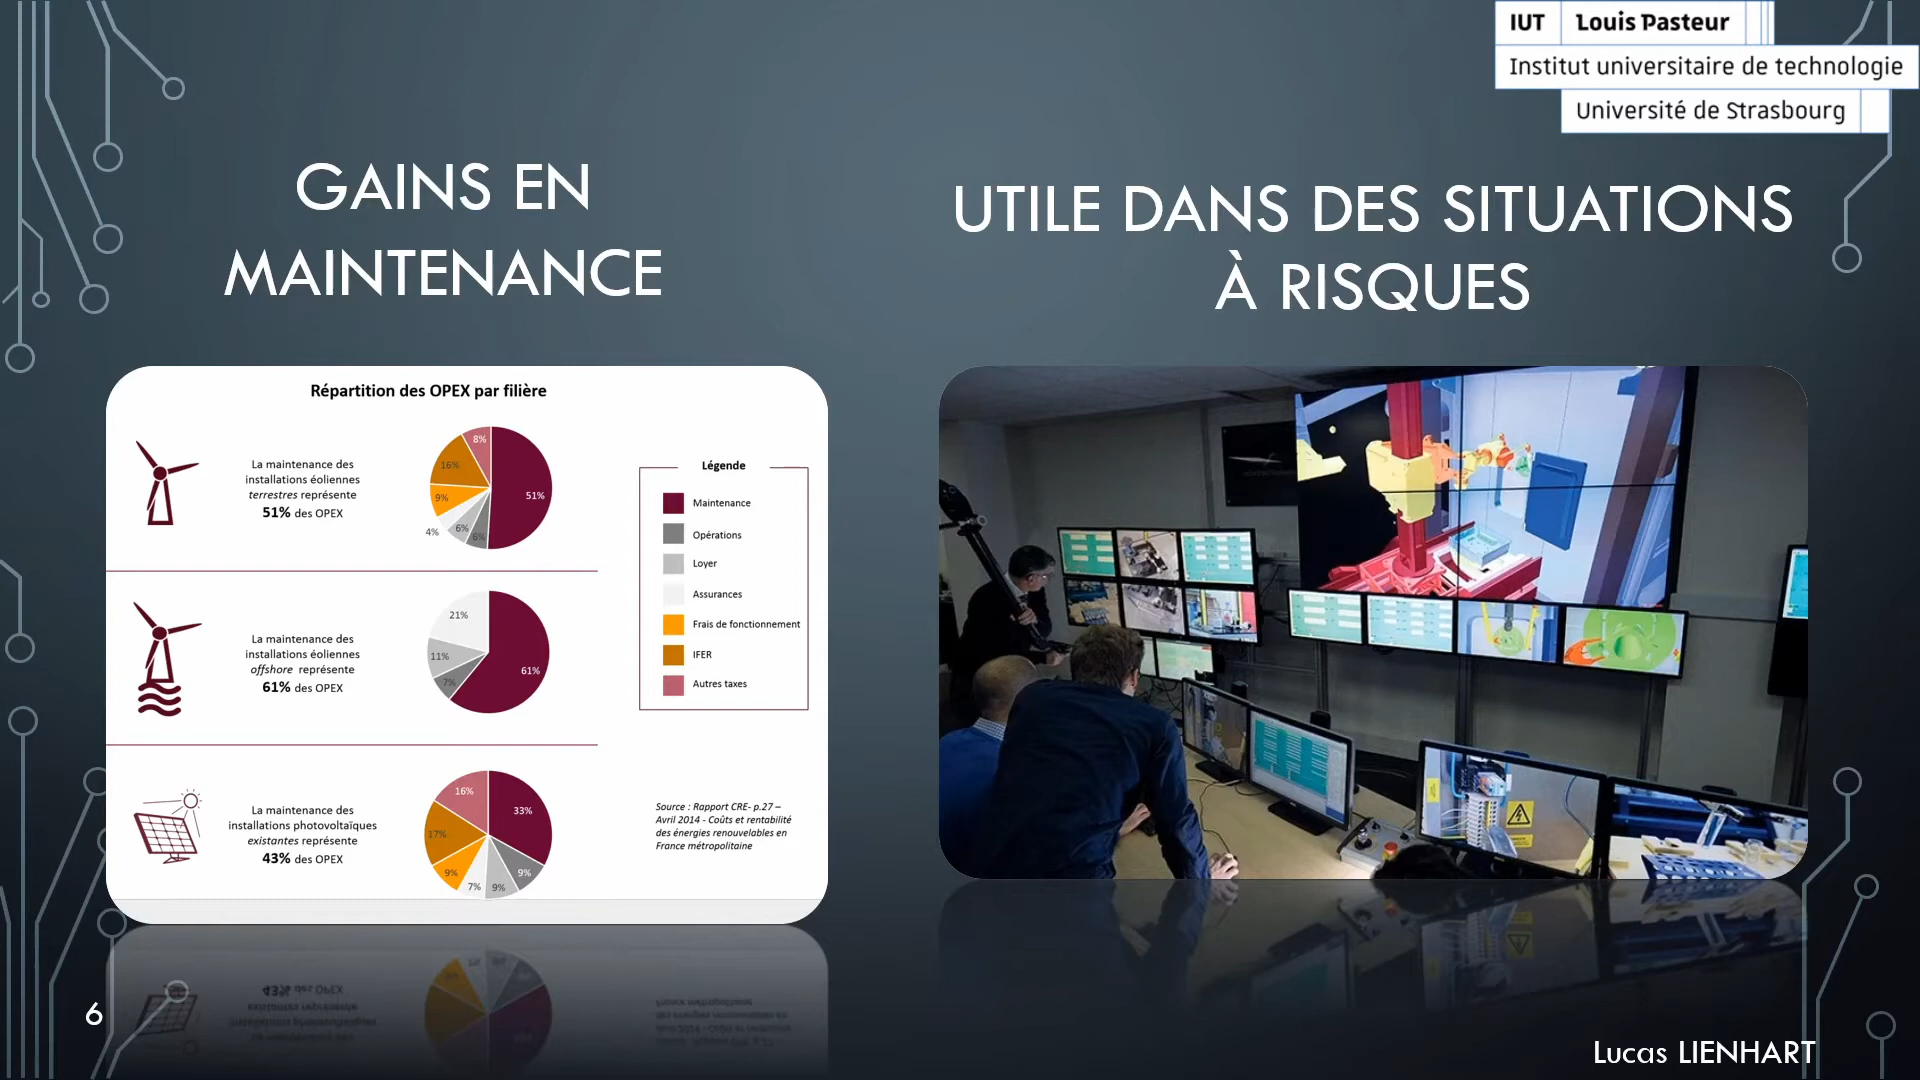 IUT Louis Pasteur
Institut universitaire de technologie
Université de Strasbourg
GAINS EN
MAINTENANCE
UTILE DANS DES SITUATIONS
À RISQUES
Répartition des OPEX par filière
La maintenance des
installations éoliennes
terrestres représente
51% des OPEX
8%
16%
9%
4%
6%
6%
51%
La maintenance des
installations éoliennes
offshore représente
61% des OPEX
21%
11%
7%
61%
La maintenance des
installations photovoltaïques
existantes représente
43% des OPEX
16%
33%
17%
9%
7%
9%
9%
Légende
Maintenance
Opérations
Loyer
Assurances
Frais de fonctionnement
IFER
Autres taxes
Source : Rapport CRE- p.27 –
Avril 2014 - Coûts et rentabilité
des énergies renouvelables en
France métropolitaine
6
Lucas LIENHART